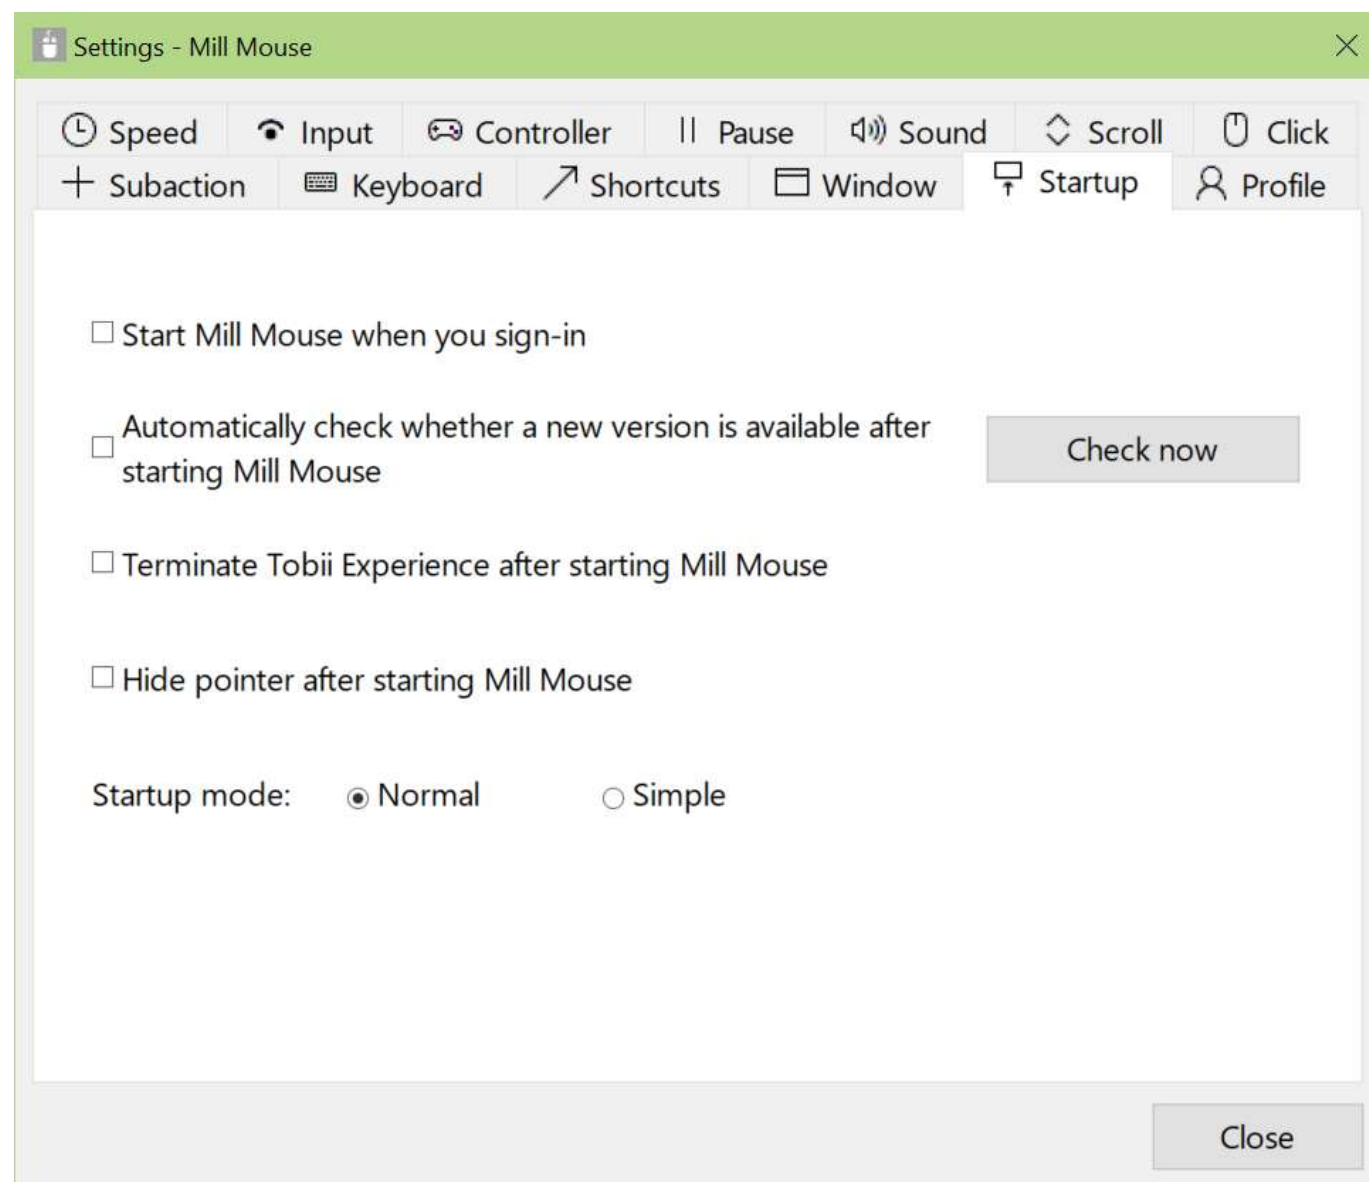 Settings - Mill Mouse
Speed Input Controller Pause Sound Scroll Click
Subaction Keyboard Shortcuts Window Startup Profile
Start Mill Mouse when you sign-in
Automatically check whether a new version is available after
starting Mill Mouse
Check now
Terminate Tobii Experience after starting Mill Mouse
Hide pointer after starting Mill Mouse
Startup mode: Normal Simple
Close